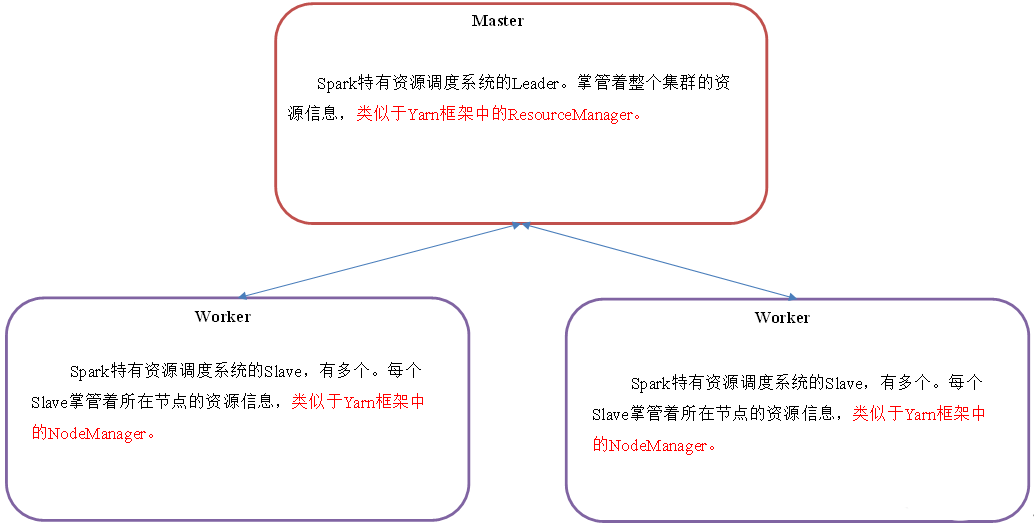 Master
Spark特有资源调度系统的Leader。掌管着整个集群的资
源信息，类似于Yarn框架中的ResourceManager。
Worker
Spark特有资源调度系统的Slave，有多个。每个
Slave掌管着所在节点的资源信息，类似于Yarn框架中
的NodeManager。
Worker
Spark特有资源调度系统的Slave，有多个。每个
Slave掌管着所在节点的资源信息，类似于Yarn框架中
的NodeManager。